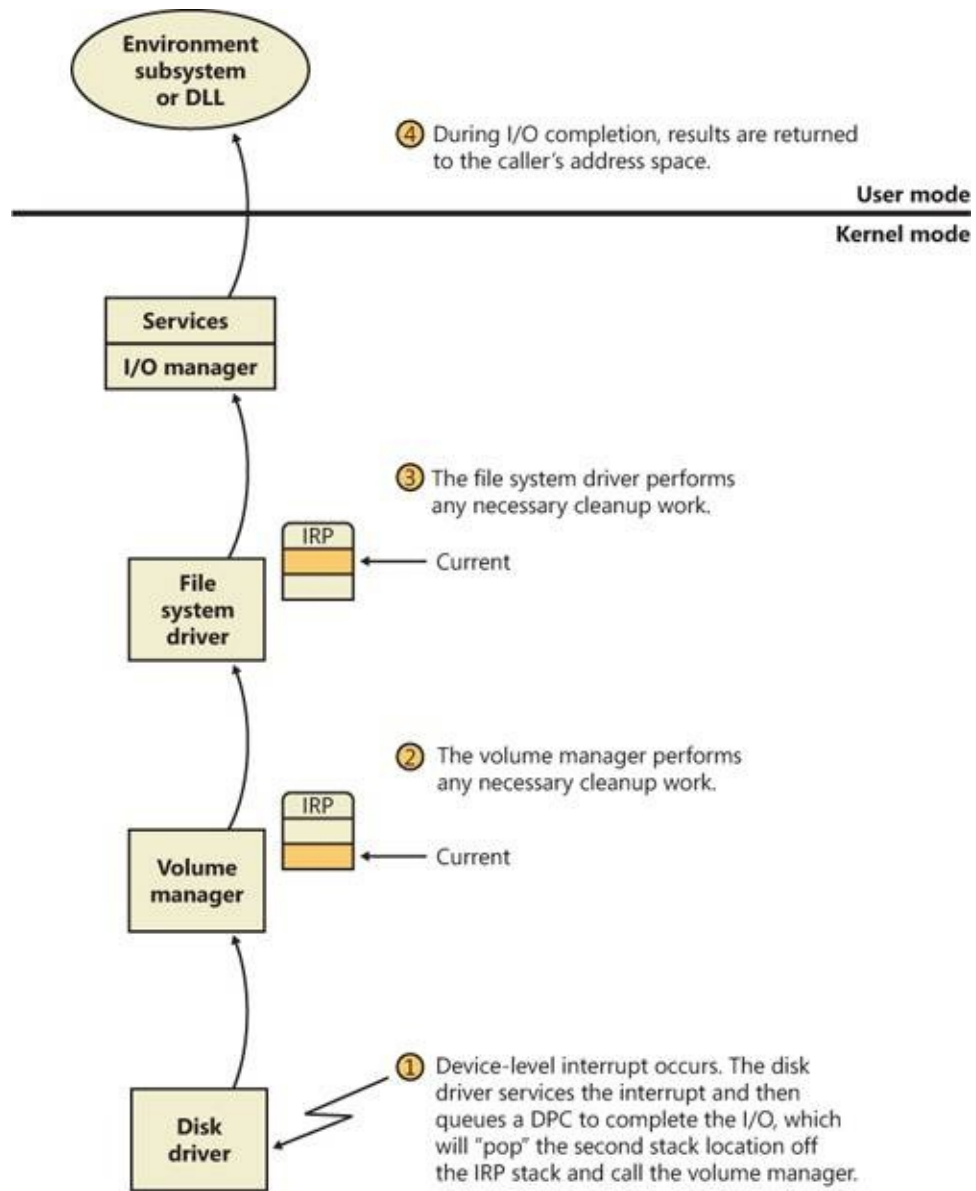 Environment
subsystem
or DLL
4 During I/O completion, results are returned
to the caller's address space.
User mode
Kernel mode
Services
I/O manager
3 The file system driver performs
any necessary cleanup work.
IRP
Current
File
system
driver
2 The volume manager performs
any necessary cleanup work.
IRP
Current
Volume
manager
1 Device-level interrupt occurs. The disk
driver services the interrupt and then
queues a DPC to complete the I/O, which
will “pop” the second stack location off
the IRP stack and call the volume manager.
Disk
driver